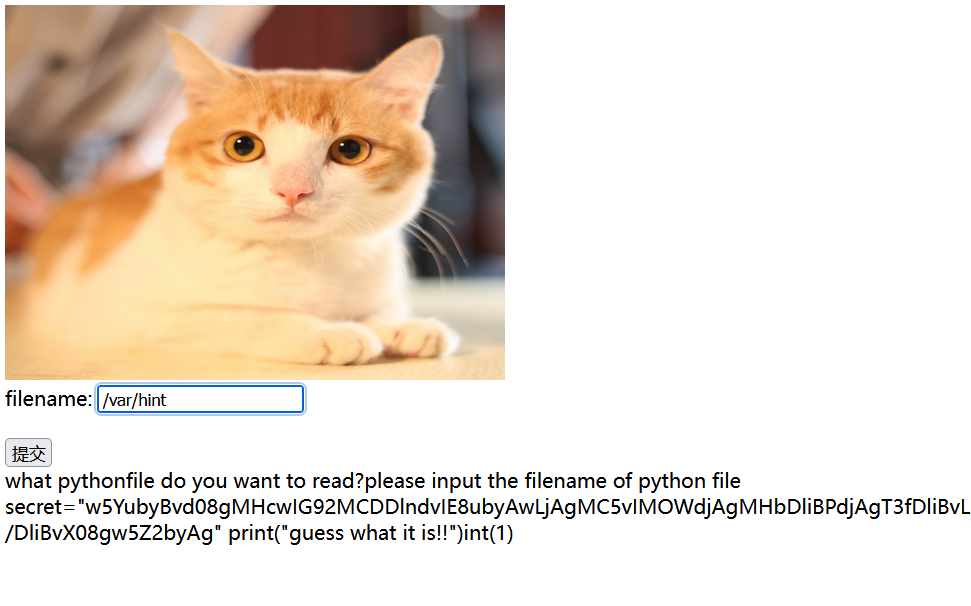 filename: /var/hint
提交
what pythonfile do you want to read?please input the filename of python file
secret="w5YubyBvd08gMHcwIG92MCDDlndvIE8ubyAwLjAgMC5vIMOWdjAgMHbDliBPdjAgT3fDliBvL
/DliBvX08gw5Z2byAg" print("guess what it is!!")int(1)